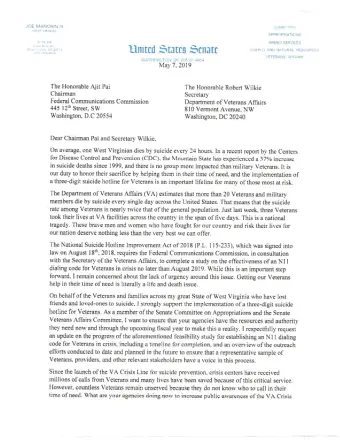 JOE MANCHIN III
WEST VIRGINIA
COMMITTEES
APPROPRIATIONS
ARMED SERVICES
ENERGY AND NATURAL RESOURCES
VETERANS' AFFAIRS
United States Senate
WASHINGTON, DC 20510-4804
May 7, 2019
The Honorable Ajit Pai
Chairman
Federal Communications Commission
445 12th Street, SW
Washington, D.C 20554
The Honorable Robert Wilkie
Secretary
Department of Veterans Affairs
810 Vermont Avenue, NW
Washington, DC 20240
Dear Chairman Pai and Secretary Wilkie,
On average, one West Virginian dies by suicide every 24 hours. In a recent report by the Centers
for Disease Control and Prevention (CDC), the Mountain State has experienced a 37% increase
in suicide deaths since 1999, and there is no group more impacted than military Veterans. It is
our duty to honor their sacrifice by helping them in their time of need, and the implementation of
a three-digit suicide hotline for Veterans is an important lifeline for many of those most at risk.
The Department of Veterans Affairs (VA) estimates that more than 20 Veterans and military
members die by suicide every single day across the United States. That means that the suicide
rate among Veterans is nearly twice that of the general population. Just last week, three Veterans
took their lives at VA facilities across the country in the span of five days. This is a national
tragedy. These brave men and women who have fought for our country and risk their lives for
our nation deserve nothing less than the very best we can offer.
The National Suicide Hotline Improvement Act of 2018 (P.L. 115-233), which was signed into
law on August 18th, 2018, requires the Federal Communications Commission, in consultation
with the Secretary of the Veterans Affairs, to complete a study on the effectiveness of an N11
dialing code for Veterans in crisis no later than August 2019. While this is an important step
forward, I remain concerned about the lack of urgency around this issue. Getting our Veterans
help in their time of need is literally a life and death issue.
On behalf of the Veterans and families across my great State of West Virginia who have lost
friends and loved-ones to suicide, I strongly support the implementation of a three-digit suicide
hotline for Veterans. As a member of the Senate Committee on Appropriations and the Senate
Veterans Affairs Committee, I want to ensure that your agencies have the resources and authority
they need now and through the upcoming fiscal year to make this a reality. I respectfully request
an update on the progress of the aforementioned feasibility study for establishing an N11 dialing
code for Veterans in crisis, including a timeline for completion, and an overview of the outreach
efforts conducted to date and planned in the future to ensure that a representative sample of
Veterans, providers, and other relevant stakeholders have a voice in this process.
Since the launch of the VA Crisis Line for suicide prevention, crisis centers have received
millions of calls from Veterans and many lives have been saved because of this critical service.
However, countless Veterans remain unserved because they do not know who to call in their
time of need. What are your agencies doing now to increase public awareness of the VA Crisis